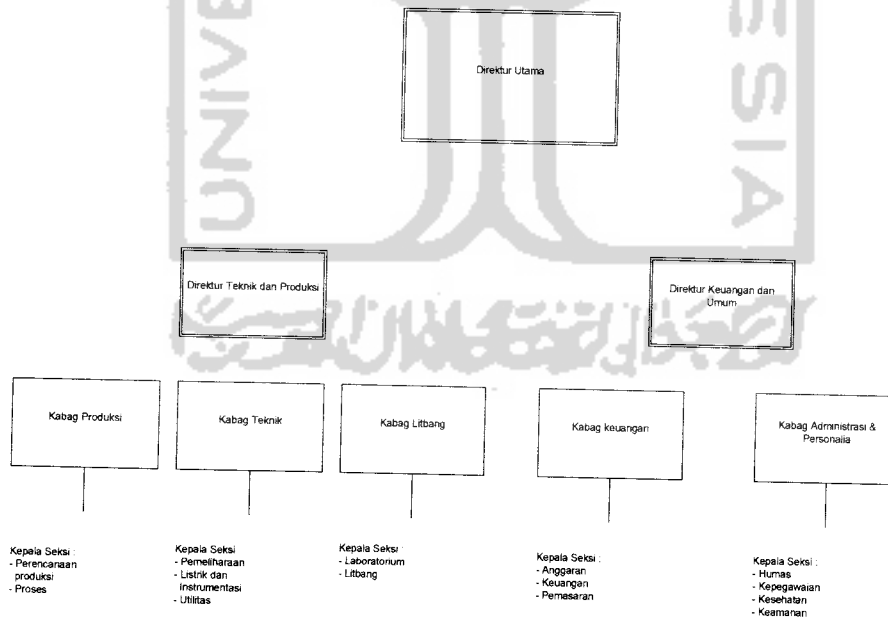 Direktur Utama
Direktur Teknik dan Produksi
Direktur Keuangan dan
Umum
Kabag Produksi
Kabag Teknik
Kabag Litbang
Kabag keuangan
Kabag Administrasi &
Personalia
Kepala Seksi :
- Perencanaan
produksi
- Proses
Kepala Seksi
- Pemeliharaan
- Listrik dan
Instrumentasi
- Utilitas
Kepala Seksi :
- Laboratorium
- Litbang
Kepala Seksi :
- Anggaran
- Keuangan
- Pemasaran
Kepala Seksi :
- Humas
- Kepegawaian
- Kesehatan
- Keamanan